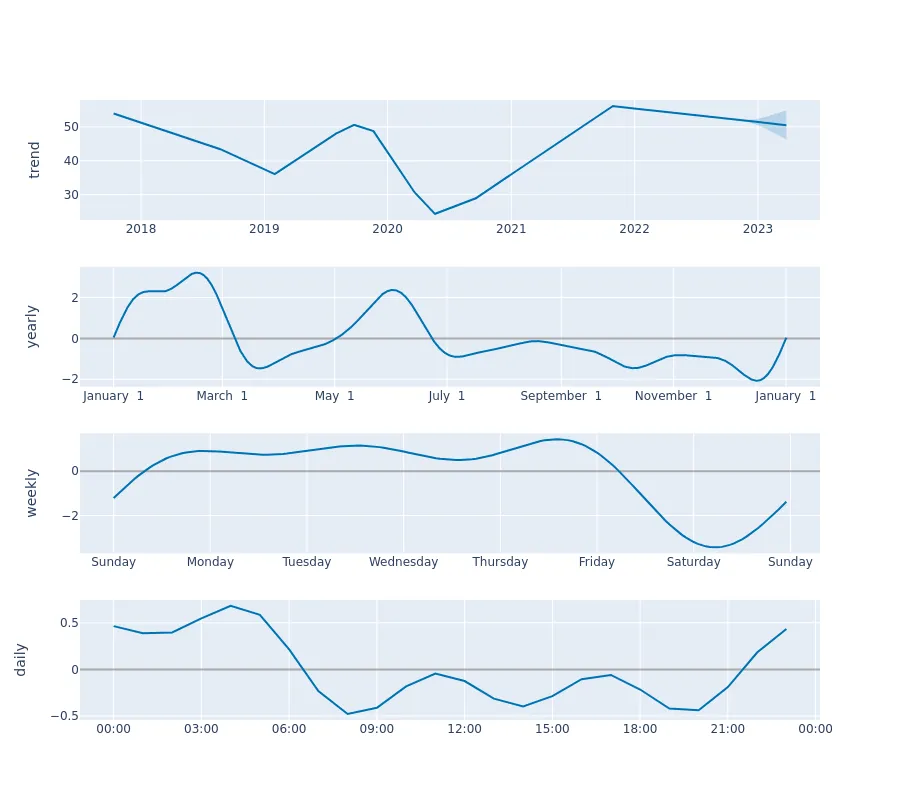 trend
50
40
30
2018 2019 2020 2021 2022 2023
yearly
2
0
−2
January 1 March 1 May 1 July 1 September 1 November 1 January 1
weekly
0
−2
Sunday Monday Tuesday Wednesday Thursday Friday Saturday Sunday
daily
0.5
0
−0.5
00:00 03:00 06:00 09:00 12:00 15:00 18:00 21:00 00:00